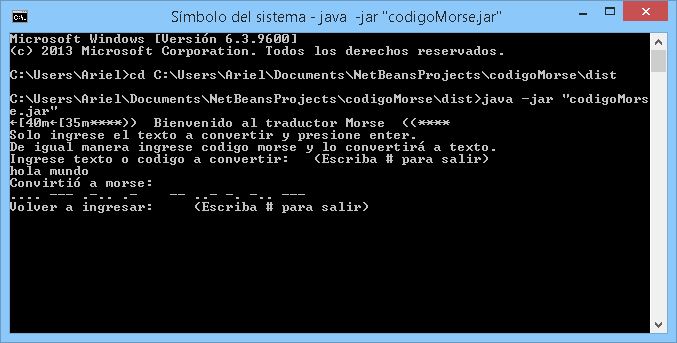 Símbolo del sistema - java -jar "codigoMorse.jar"
Microsoft Windows [Versión 6.3.9600]
(c) 2013 Microsoft Corporation. Todos los derechos reservados.
C:\Users\Ariel>cd C:\Users\Ariel\Documents\NetBeansProjects\codigoMorse\dist
C:\Users\Ariel\Documents\NetBeansProjects\codigoMorse\dist>java -jar "codigoMors
e.jar"
←[40m←[35m****))  Bienvenido al traductor Morse  ((****
Solo ingrese el texto a convertir y presione enter.
De igual manera ingrese codigo morse y lo convertirá a texto.
Ingrese texto o codigo a convertir:   (Escriba # para salir)
hola mundo
Convirtió a morse:
.... --- .-.. .-    -- ..- -. -.. ---
Volver a ingresar:     (Escriba # para salir)